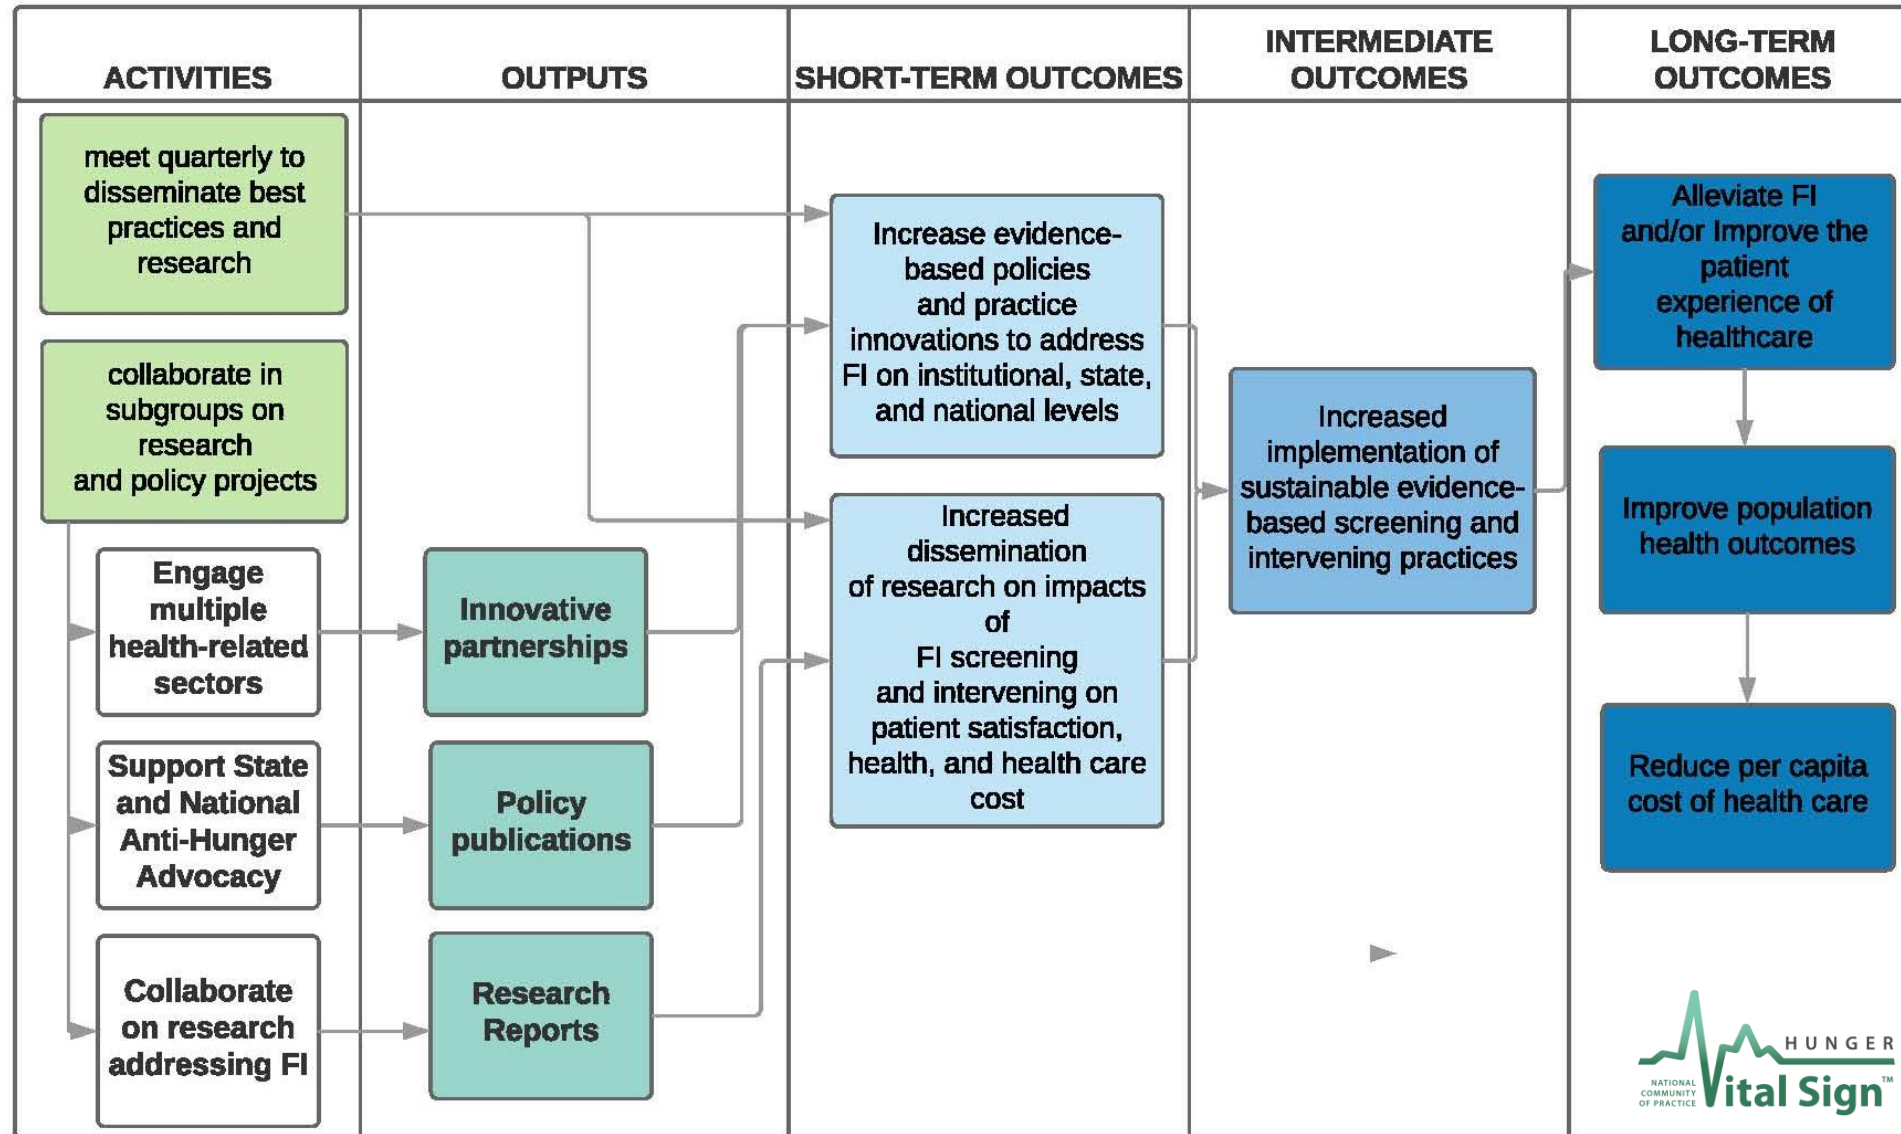 ACTIVITIES
OUTPUTS
SHORT-TERM OUTCOMES
INTERMEDIATE
OUTCOMES
LONG-TERM
OUTCOMES
meet quarterly to
disseminate best
practices and
research
collaborate in
subgroups on
research
and policy projects
Engage
multiple
health-related
sectors
Support State
and National
Anti-Hunger
Advocacy
Collaborate
on research
addressing FI
Innovative
partnerships
Policy
publications
Research
Reports
Increase evidence-
based policies
and practice
innovations to address
FI on institutional, state,
and national levels
Increased
dissemination
of research on impacts
of
FI screening
and intervening on
patient satisfaction,
health, and health care
cost
Increased
implementation of
sustainable evidence-
based screening and
intervening practices
Alleviate FI
and/or Improve the
patient
experience of
healthcare
Improve population
health outcomes
Reduce per capita
cost of health care
HUNGER
NATIONAL
COMMUNITY
OF PRACTICE
Vital Sign™